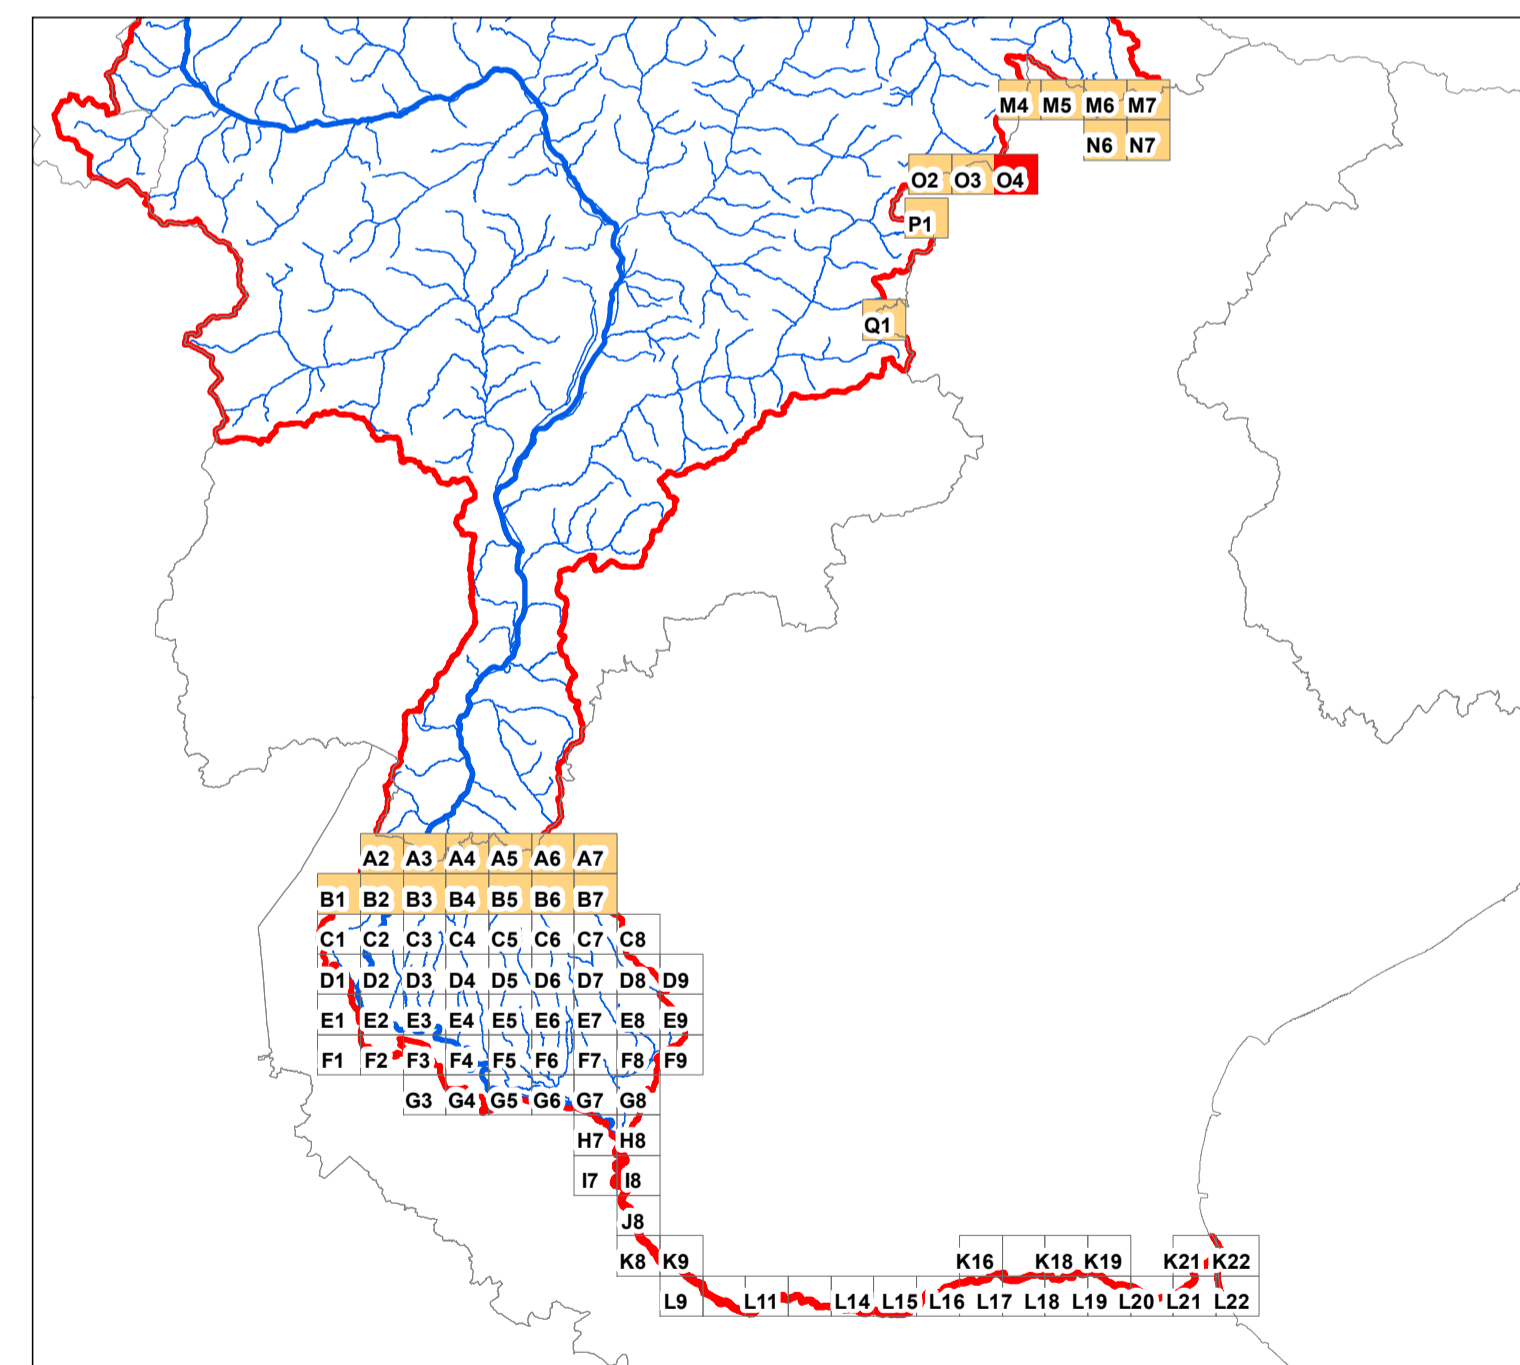 M4 M5 M6 M7
N6 N7
O2 O3 O4
P1
Q1
A2 A3 A4 A5 A6 A7
B1 B2 B3 B4 B5 B6 B7
C1 C2 C3 C4 C5 C6 C7 C8
D1 D2 D3 D4 D5 D6 D7 D8 D9
E1 E2 E3 E4 E5 E6 E7 E8 E9
F1 F2 F3 F4 F5 F6 F7 F8 F9
G3 G4 G5 G6 G7 G8
H7 H8
I7 I8
J8
K8 K9 K16 K18 K19 K21 K22
L9 L11 L14 L15 L16 L17 L18 L19 L20 L21 L22